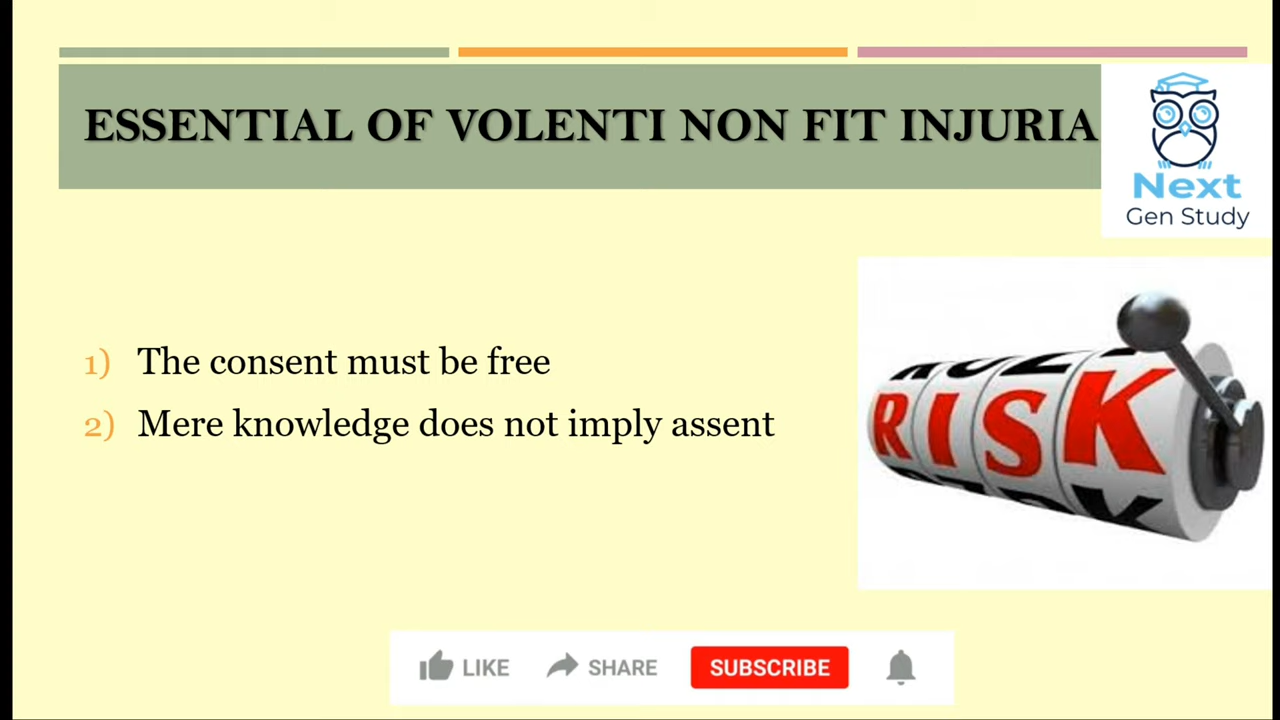 ESSENTIAL OF VOLENTI NON FIT INJURIA
Next
Gen Study
1) The consent must be free
2) Mere knowledge does not imply assent
RISK
LIKE SHARE SUBSCRIBE